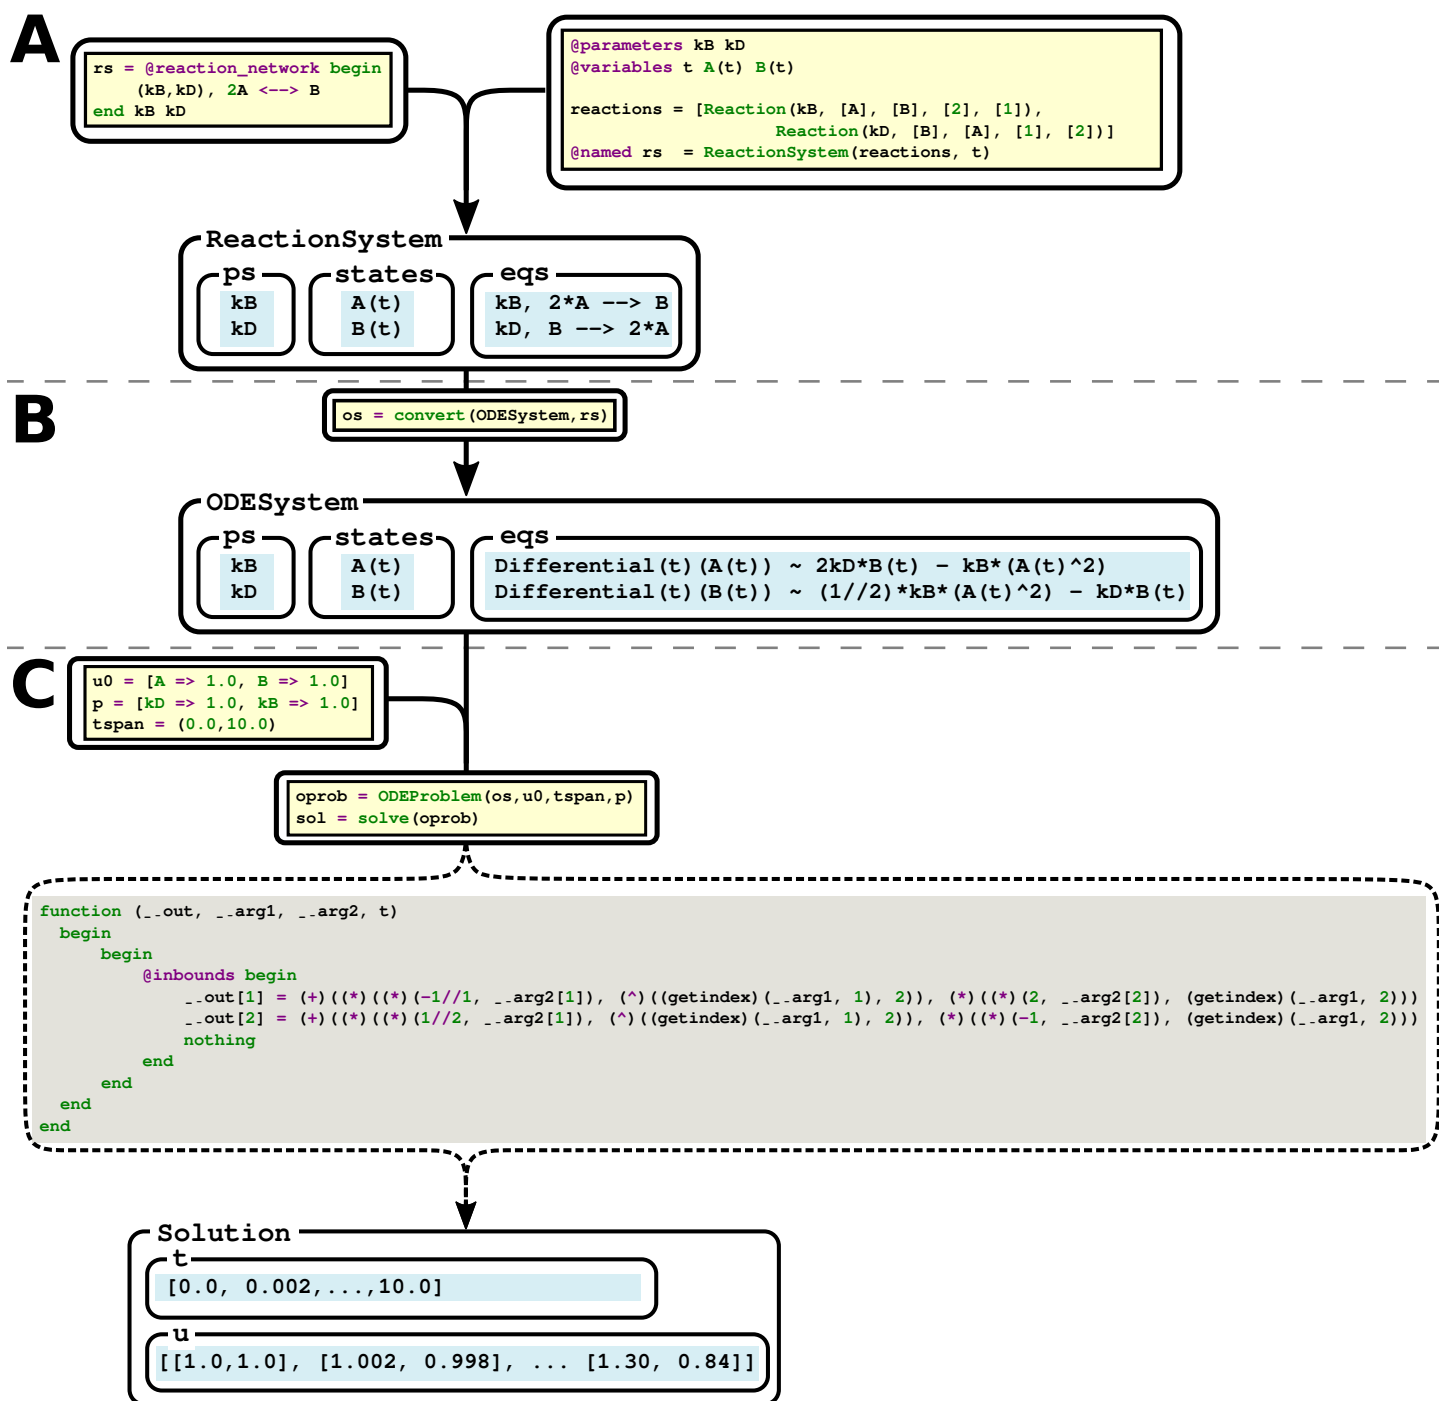 A
rs = @reaction_network begin
(kB,kD), 2A <--> B
end kB kD
@parameters kB kD
@variables t A(t) B(t)
reactions = [Reaction(kB, [A], [B], [2], [1]),
Reaction(kD, [B], [A], [1], [2])]
@named rs  = ReactionSystem(reactions, t)
ReactionSystem
ps
kB
kD
states
A(t)
B(t)
eqs
kB, 2*A --> B
kD, B --> 2*A
B
os = convert(ODESystem,rs)
ODESystem
ps
kB
kD
states
A(t)
B(t)
eqs
Differential(t)(A(t)) ~ 2kD*B(t) - kB*(A(t)^2)
Differential(t)(B(t)) ~ (1//2)*kB*(A(t)^2) - kD*B(t)
C
u0 = [A => 1.0, B => 1.0]
p = [kD => 1.0, kB => 1.0]
tspan = (0.0,10.0)
oprob = ODEProblem(os,u0,tspan,p)
sol = solve(oprob)
function (__out, __arg1, __arg2, t)
begin
begin
@inbounds begin
__out[1] = (+)((*)((*)(-1//1, __arg2[1]), (^)((getindex)(__arg1, 1), 2)), (*)((*)(2, __arg2[2]), (getindex)(__arg1, 2)))
__out[2] = (+)((*)((*)(1//2, __arg2[1]), (^)((getindex)(__arg1, 1), 2)), (*)((*)(-1, __arg2[2]), (getindex)(__arg1, 2)))
nothing
end
end
end
end
Solution
t
[0.0, 0.002,...,10.0]
u
[[1.0,1.0], [1.002, 0.998], ... [1.30, 0.84]]